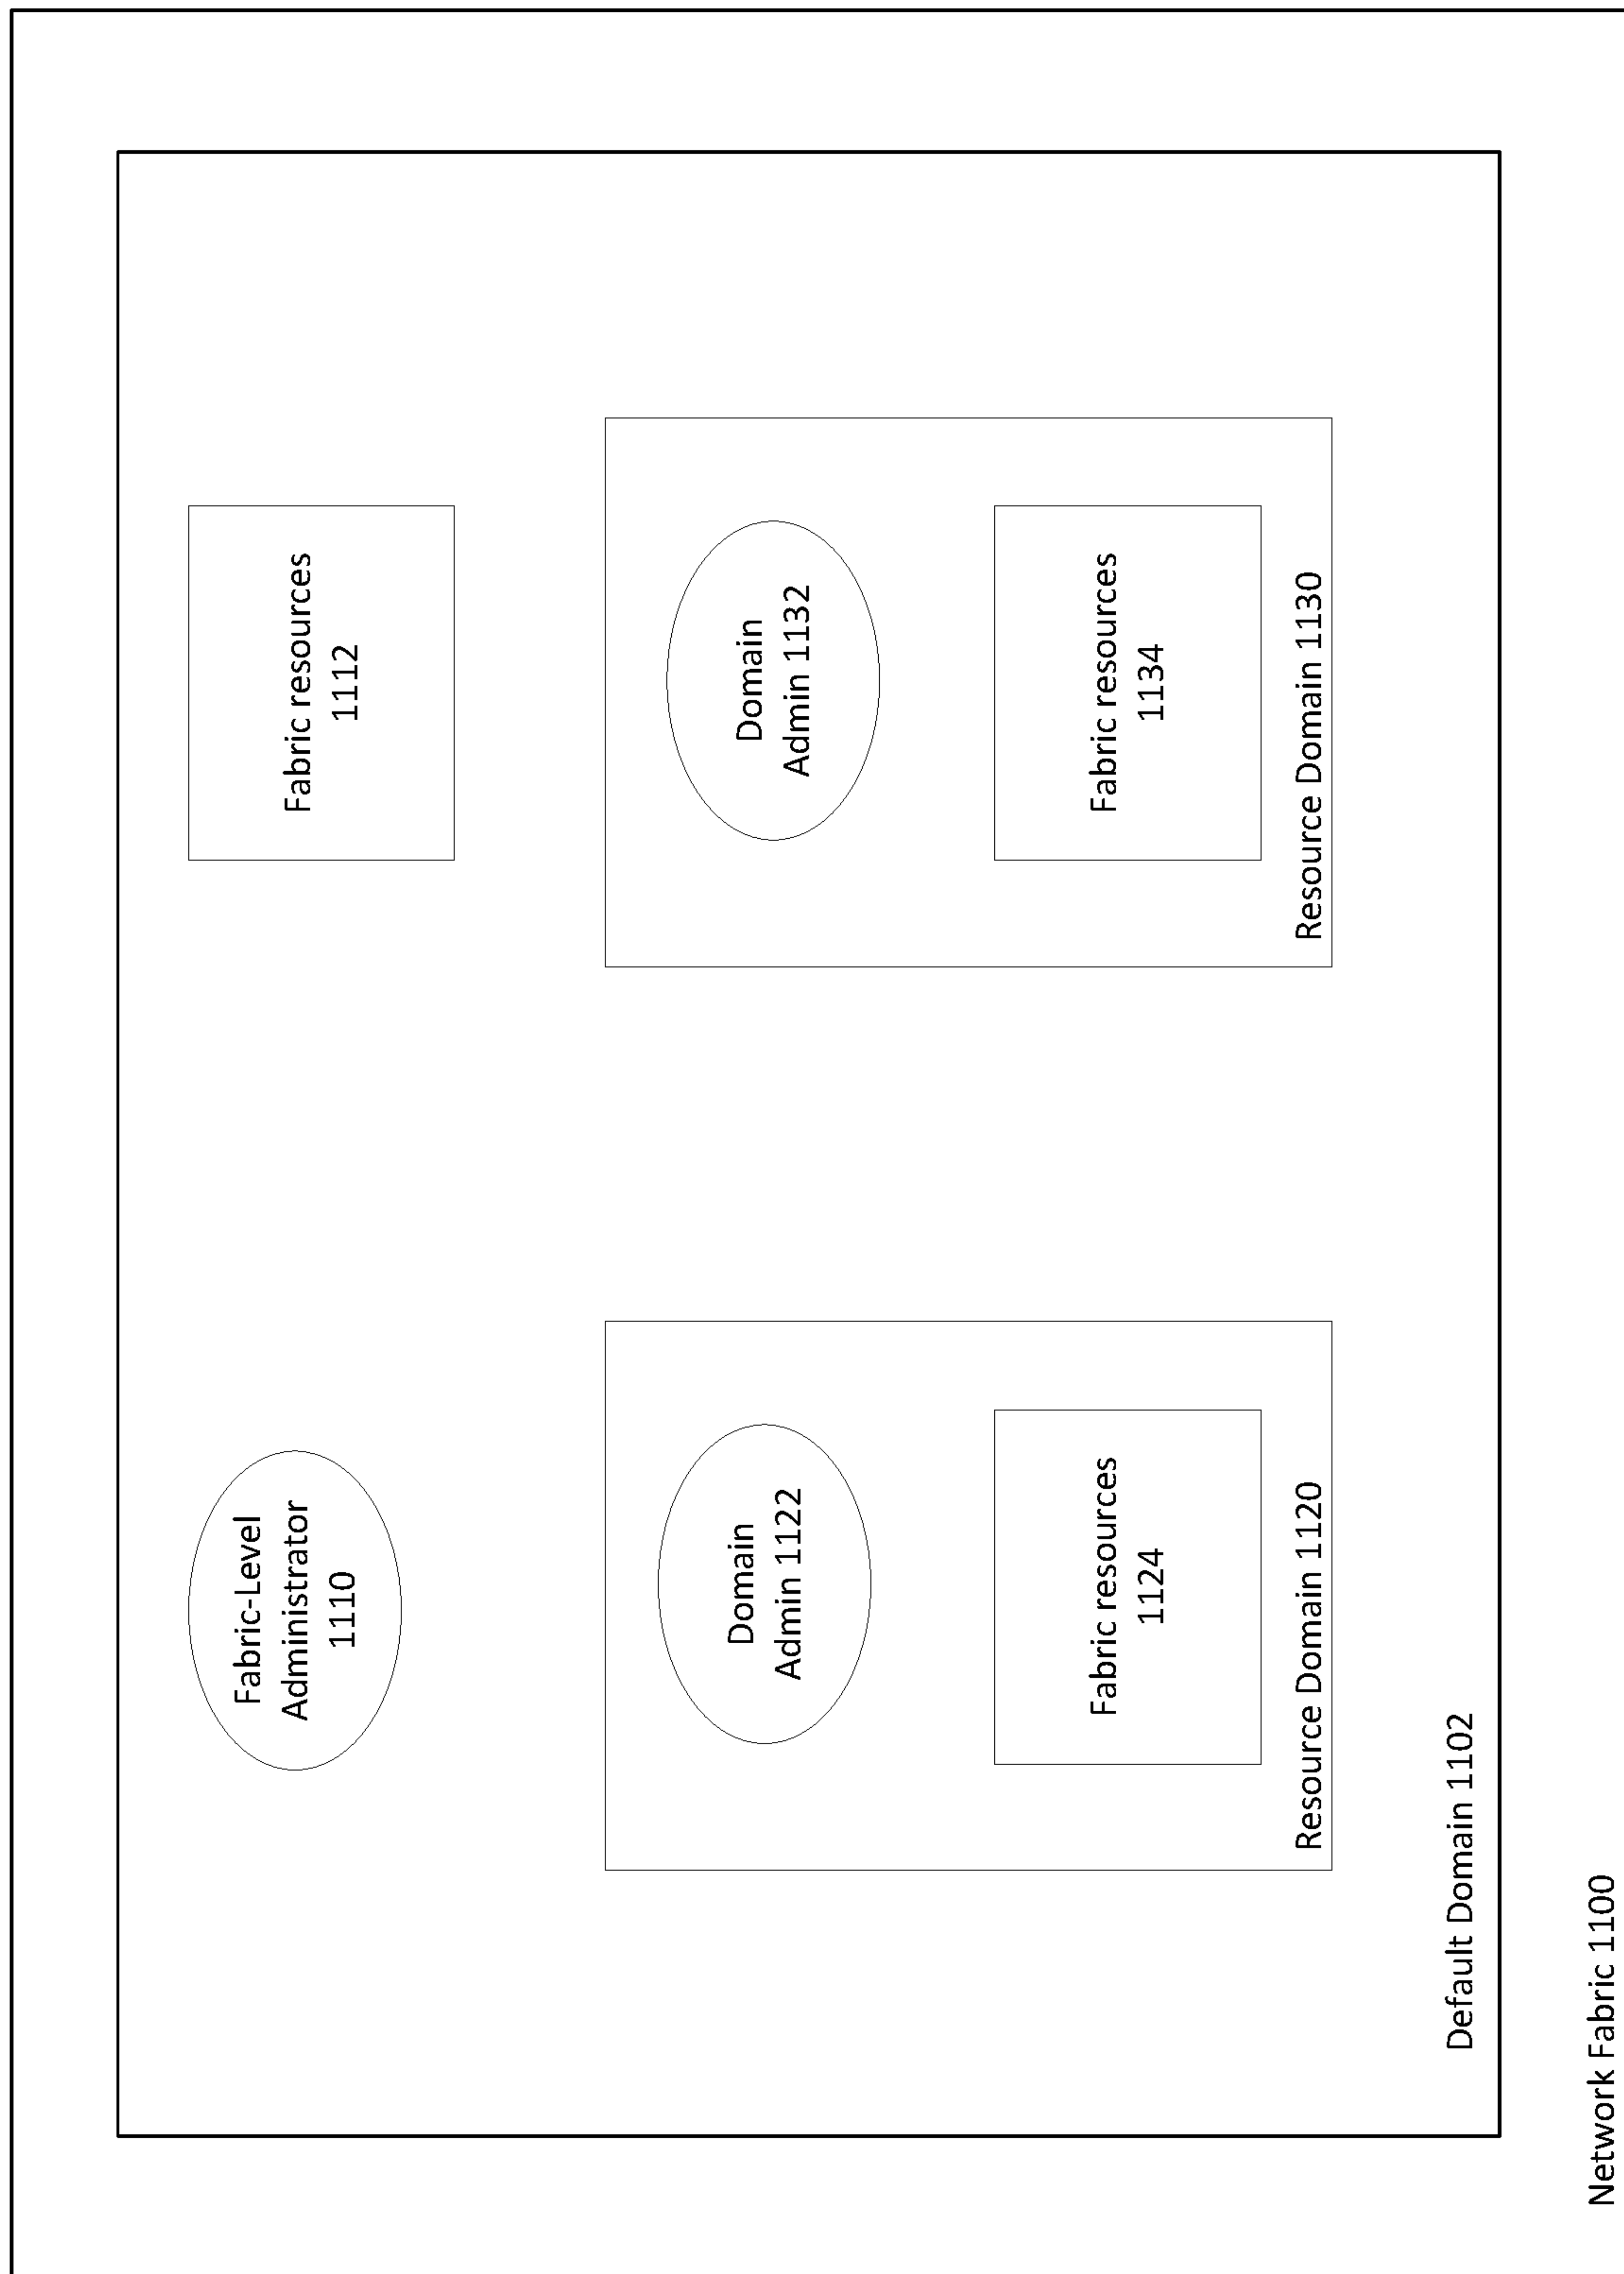 Fabric-Level
Administrator
1110
Fabric resources
1112
Domain
Admin 1122
Fabric resources
1124
Resource Domain 1120
Domain
Admin 1132
Fabric resources
1134
Resource Domain 1130
Default Domain 1102
Network Fabric 1100